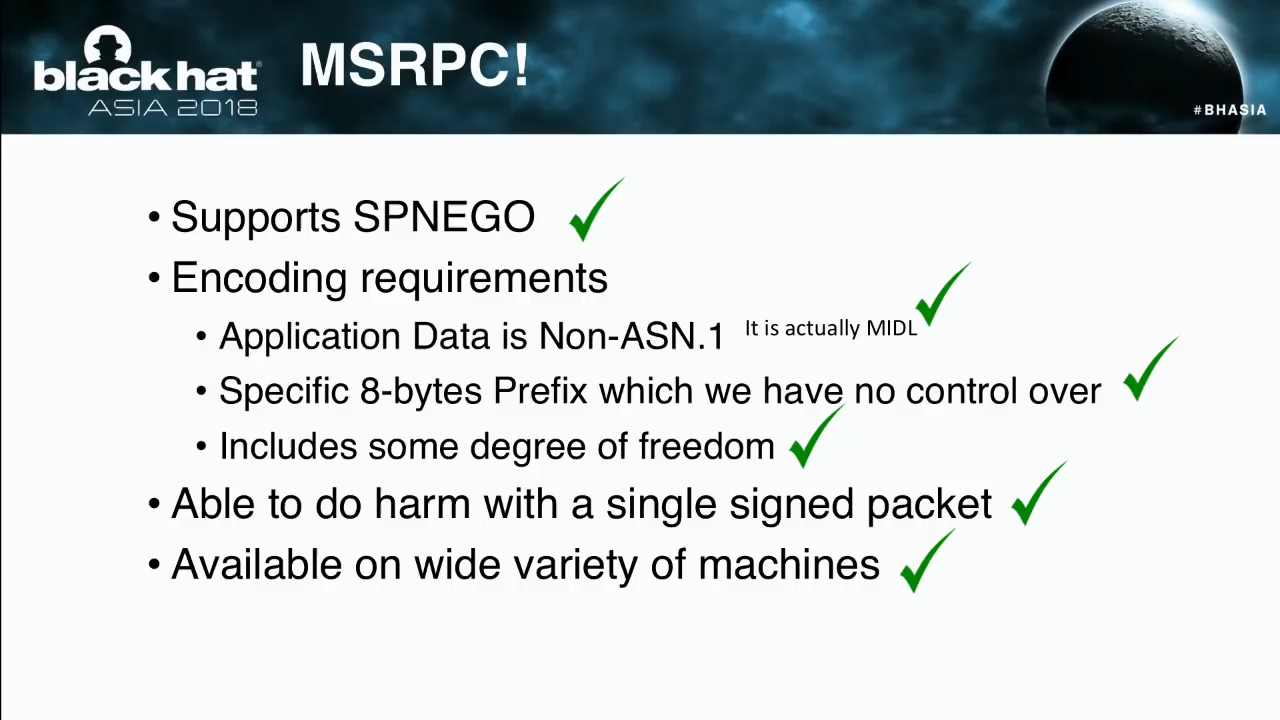 black hat®
ASIA 2018
MSRPC!
#BHASIA
• Supports SPNEGO
• Encoding requirements
• Application Data is Non-ASN.1 It is actually MIDL
• Specific 8-bytes Prefix which we have no control over
• Includes some degree of freedom
• Able to do harm with a single signed packet
• Available on wide variety of machines